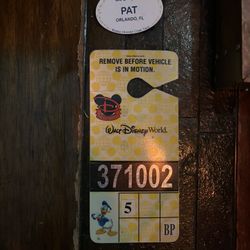 PAT
ORLANDO, FL
REMOVE BEFORE VEHICLE
IS IN MOTION.
Walt Disney World
371002
5
BP